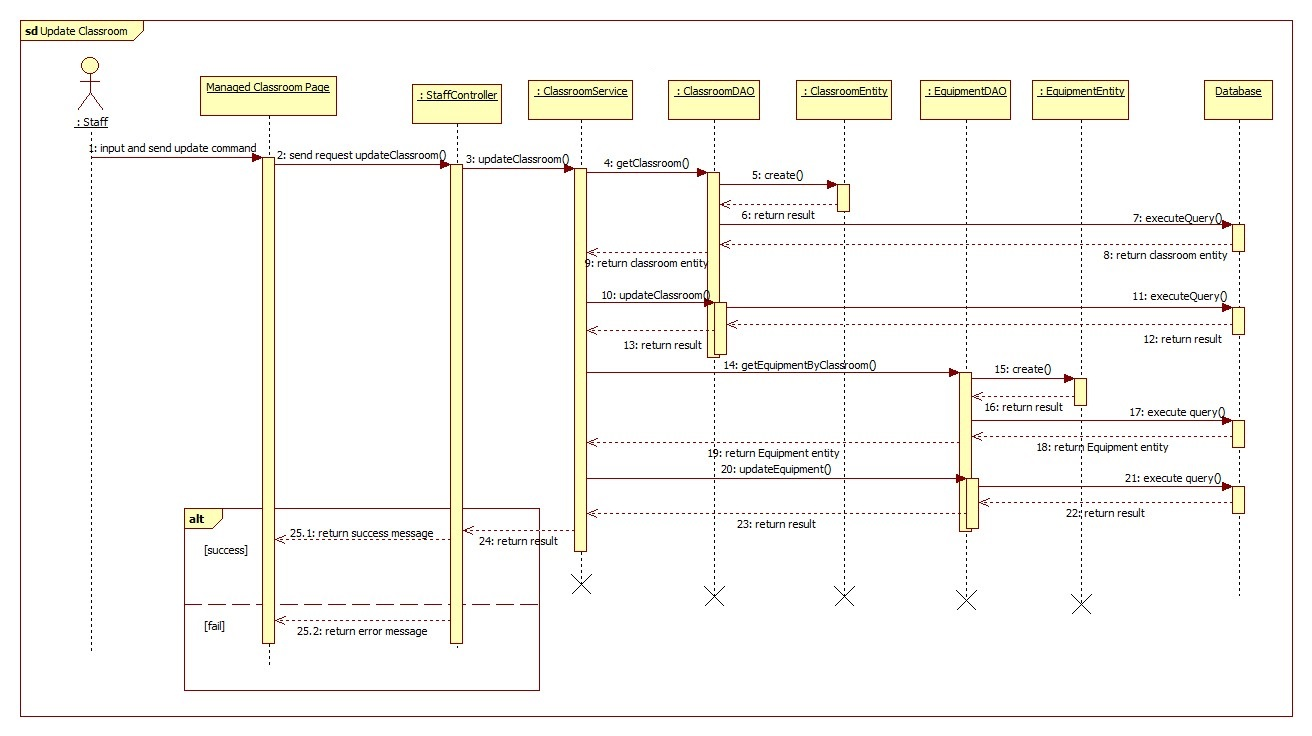 sd Update Classroom
: Staff
Managed Classroom Page
: StaffController
: ClassroomService
: ClassroomDAO
: ClassroomEntity
: EquipmentDAO
: EquipmentEntity
Database
1: input and send update command
2: send request updateClassroom()
3: updateClassroom()
4: getClassroom()
5: create()
6: return result
7: executeQuery()
8: return classroom entity
9: return classroom entity
10: updateClassroom()
11: executeQuery()
12: return result
13: return result
14: getEquipmentByClassroom()
15: create()
16: return result
17: execute query()
18: return Equipment entity
19: return Equipment entity
20: updateEquipment()
21: execute query()
22: return result
23: return result
24: return result
alt
25.1: return success message
[success]
[fail]
25.2: return error message